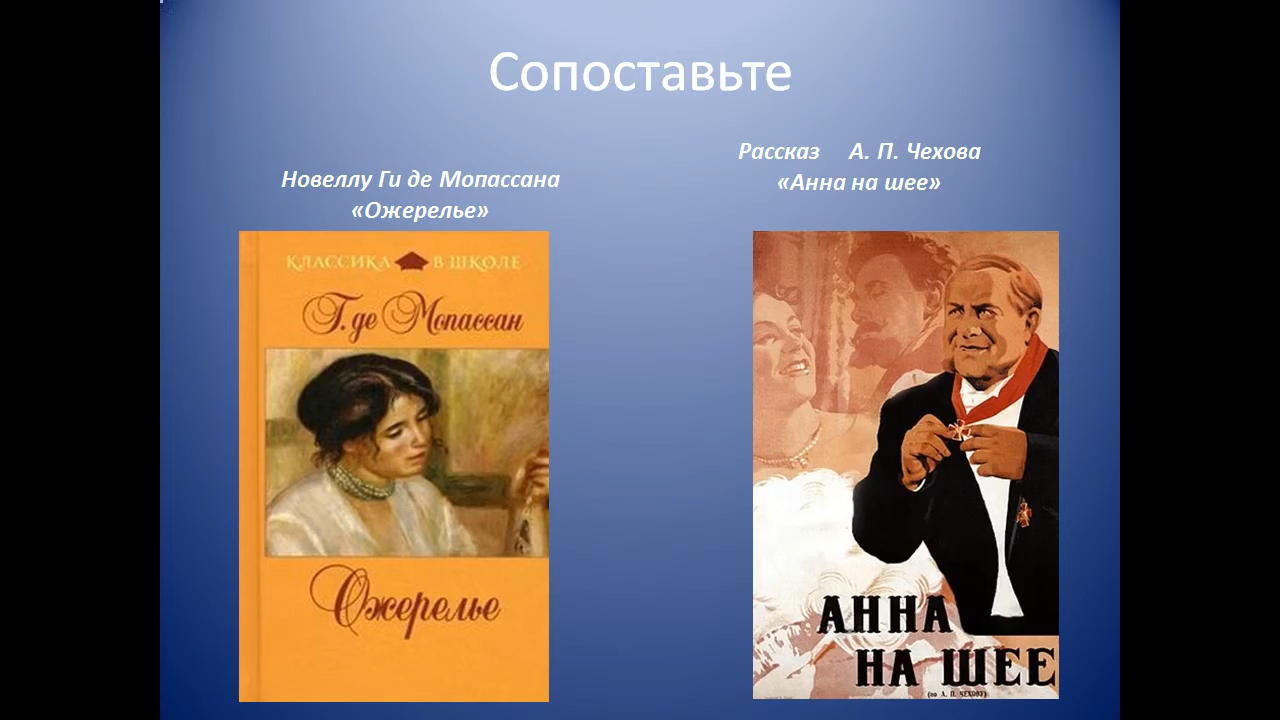 Сопоставьте
Новеллу Ги де Мопассана
«Ожерелье»
Рассказ А. П. Чехова
«Анна на шее»
КЛАССИКА В ШКОЛЕ
Г. де Мопассан
Ожерелье
АННА
НА ШЕЕ
(по А. П. ЧЕХОВУ)